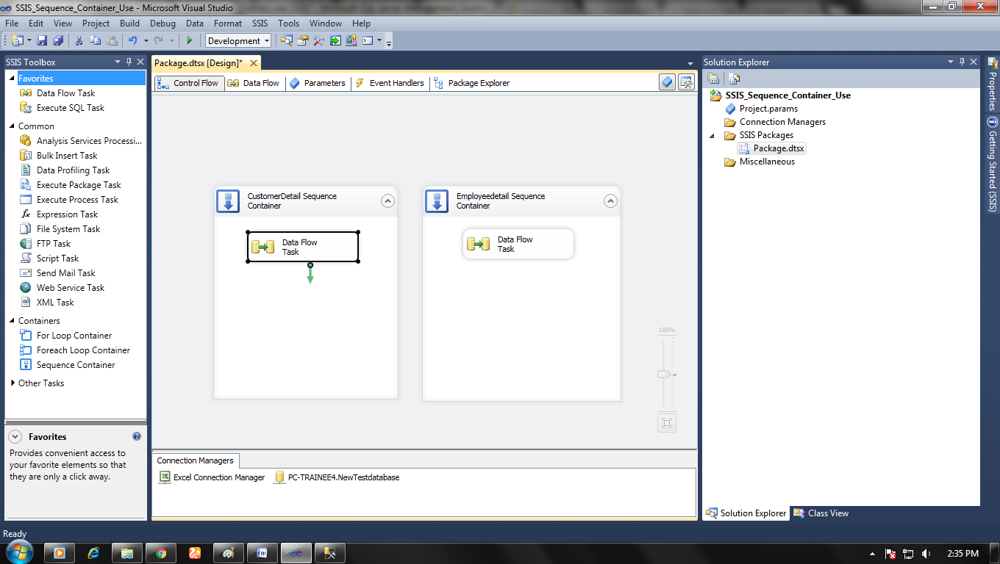 SSIS_Sequence_Container_Use - Microsoft Visual Studio
File Edit View Project Build Debug Data Format SSIS Tools Window Help
Development
SSIS Toolbox
Favorites
Data Flow Task
Execute SQL Task
Common
Analysis Services Processi...
Bulk Insert Task
Data Profiling Task
Execute Package Task
Execute Process Task
Expression Task
File System Task
FTP Task
Script Task
Send Mail Task
Web Service Task
XML Task
Containers
For Loop Container
Foreach Loop Container
Sequence Container
Other Tasks
Favorites
Provides convenient access to
your favorite elements so that
they are only a click away.
Package.dtsx [Design]*
Control Flow Data Flow Parameters Event Handlers Package Explorer
CustomerDetail Sequence
Container
Data Flow
Task
Employeedetail Sequence
Container
Data Flow
Task
100%
Connection Managers
Excel Connection Manager PC-TRAINEE4.NewTestdatabase
Solution Explorer
SSIS_Sequence_Container_Use
Project.params
Connection Managers
SSIS Packages
Package.dtsx
Miscellaneous
Solution Explorer Class View
Properties
Getting Started (SSIS)
Ready
2:35 PM